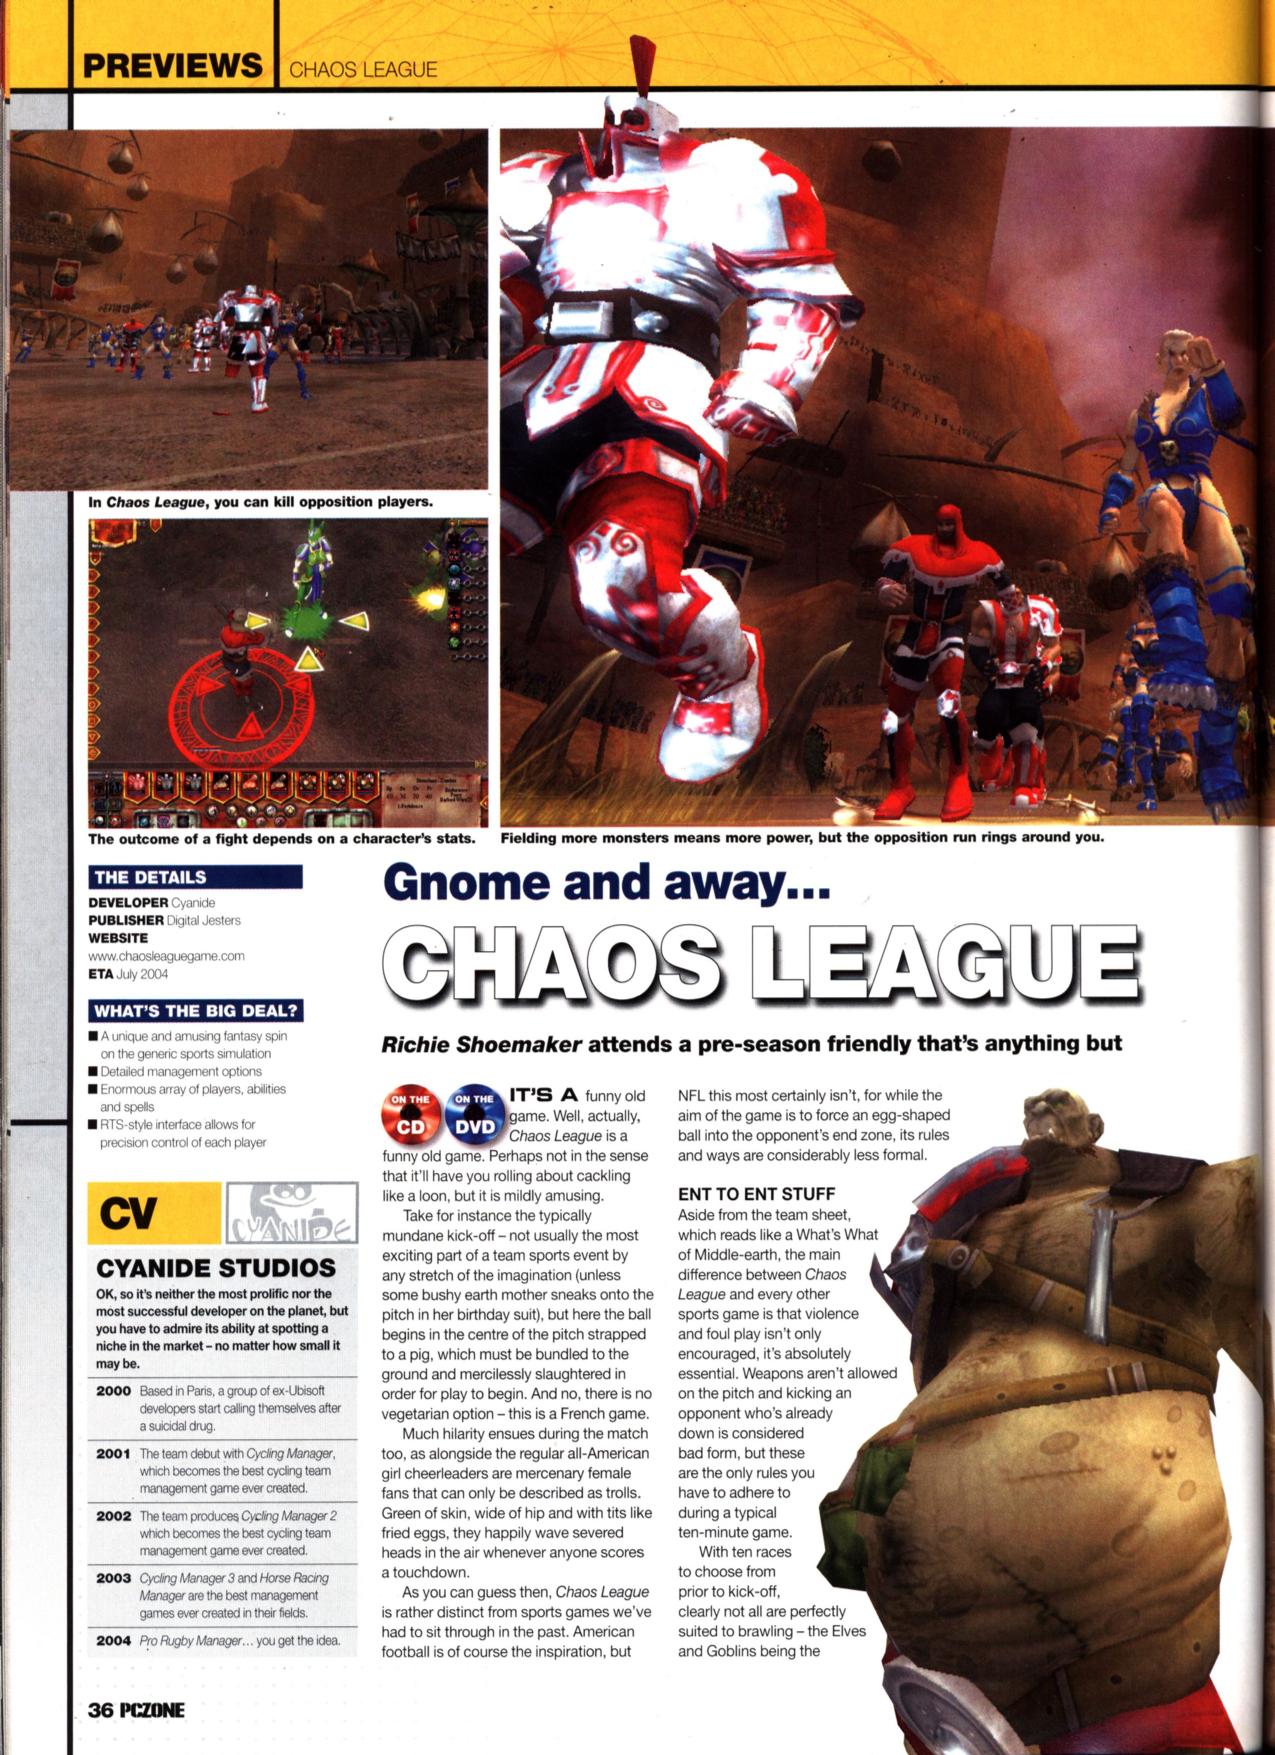 PREVIEWS CHAOS LEAGUE
In Chaos League, you can kill opposition players.
The outcome of a fight depends on a character's stats.
Fielding more monsters means more power, but the opposition run rings around you.
THE DETAILS
DEVELOPER Cyanide
PUBLISHER Digital Jesters
WEBSITE
www.chaosleaguegame.com
ETA July 2004
WHAT'S THE BIG DEAL?
■ A unique and amusing fantasy spin
on the generic sports simulation
■ Detailed management options
■ Enormous array of players, abilities
and spells
■ RTS-style interface allows for
precision control of each player
CV
CYANIDE
CYANIDE STUDIOS
OK, so it's neither the most prolific nor the
most successful developer on the planet, but
you have to admire its ability at spotting a
niche in the market – no matter how small it
may be.
2000 Based in Paris, a group of ex-Ubisoft
developers start calling themselves after
a suicidal drug.
2001 The team debut with Cycling Manager,
which becomes the best cycling team
management game ever created.
2002 The team produces Cycling Manager 2
which becomes the best cycling team
management game ever created.
2003 Cycling Manager 3 and Horse Racing
Manager are the best management
games ever created in their fields.
2004 Pro Rugby Manager... you get the idea.
Gnome and away...
CHAOS LEAGUE
Richie Shoemaker attends a pre-season friendly that's anything but
ON THE CD
ON THE DVD
IT'S A funny old
game. Well, actually,
Chaos League is a
funny old game. Perhaps not in the sense
that it'll have you rolling about cackling
like a loon, but it is mildly amusing.
Take for instance the typically
mundane kick-off – not usually the most
exciting part of a team sports event by
any stretch of the imagination (unless
some bushy earth mother sneaks onto the
pitch in her birthday suit), but here the ball
begins in the centre of the pitch strapped
to a pig, which must be bundled to the
ground and mercilessly slaughtered in
order for play to begin. And no, there is no
vegetarian option – this is a French game.
Much hilarity ensues during the match
too, as alongside the regular all-American
girl cheerleaders are mercenary female
fans that can only be described as trolls.
Green of skin, wide of hip and with tits like
fried eggs, they happily wave severed
heads in the air whenever anyone scores
a touchdown.
As you can guess then, Chaos League
is rather distinct from sports games we've
had to sit through in the past. American
football is of course the inspiration, but
NFL this most certainly isn't, for while the
aim of the game is to force an egg-shaped
ball into the opponent's end zone, its rules
and ways are considerably less formal.
ENT TO ENT STUFF
Aside from the team sheet,
which reads like a What's What
of Middle-earth, the main
difference between Chaos
League and every other
sports game is that violence
and foul play isn't only
encouraged, it's absolutely
essential. Weapons aren't allowed
on the pitch and kicking an
opponent who's already
down is considered
bad form, but these
are the only rules you
have to adhere to
during a typical
ten-minute game.
With ten races
to choose from
prior to kick-off,
clearly not all are perfectly
suited to brawling – the Elves
and Goblins being the
36 PCZONE